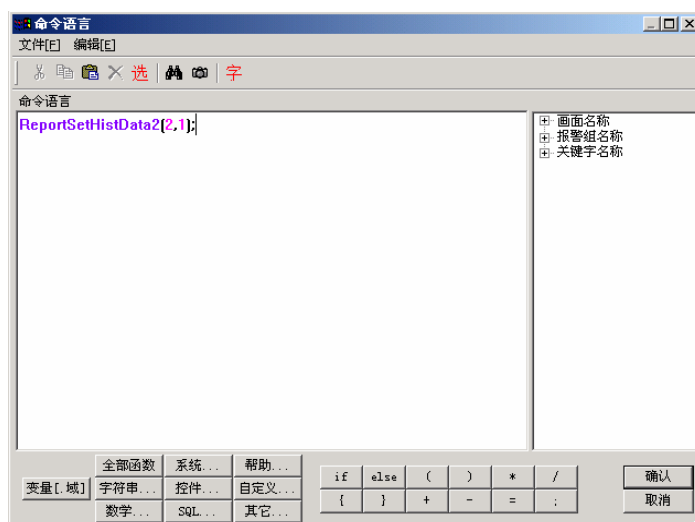 命令语言
文件[F] 编辑[E]
选 字
命令语言
ReportSetHistData2(2,1);
画面名称
报警组名称
关键字名称
变量[.域] 全部函数 系统... 帮助...
字符串... 控件... 自定义...
数学... SQL... 其它...
if else ( ) * /
{ } + - = ;
确认
取消